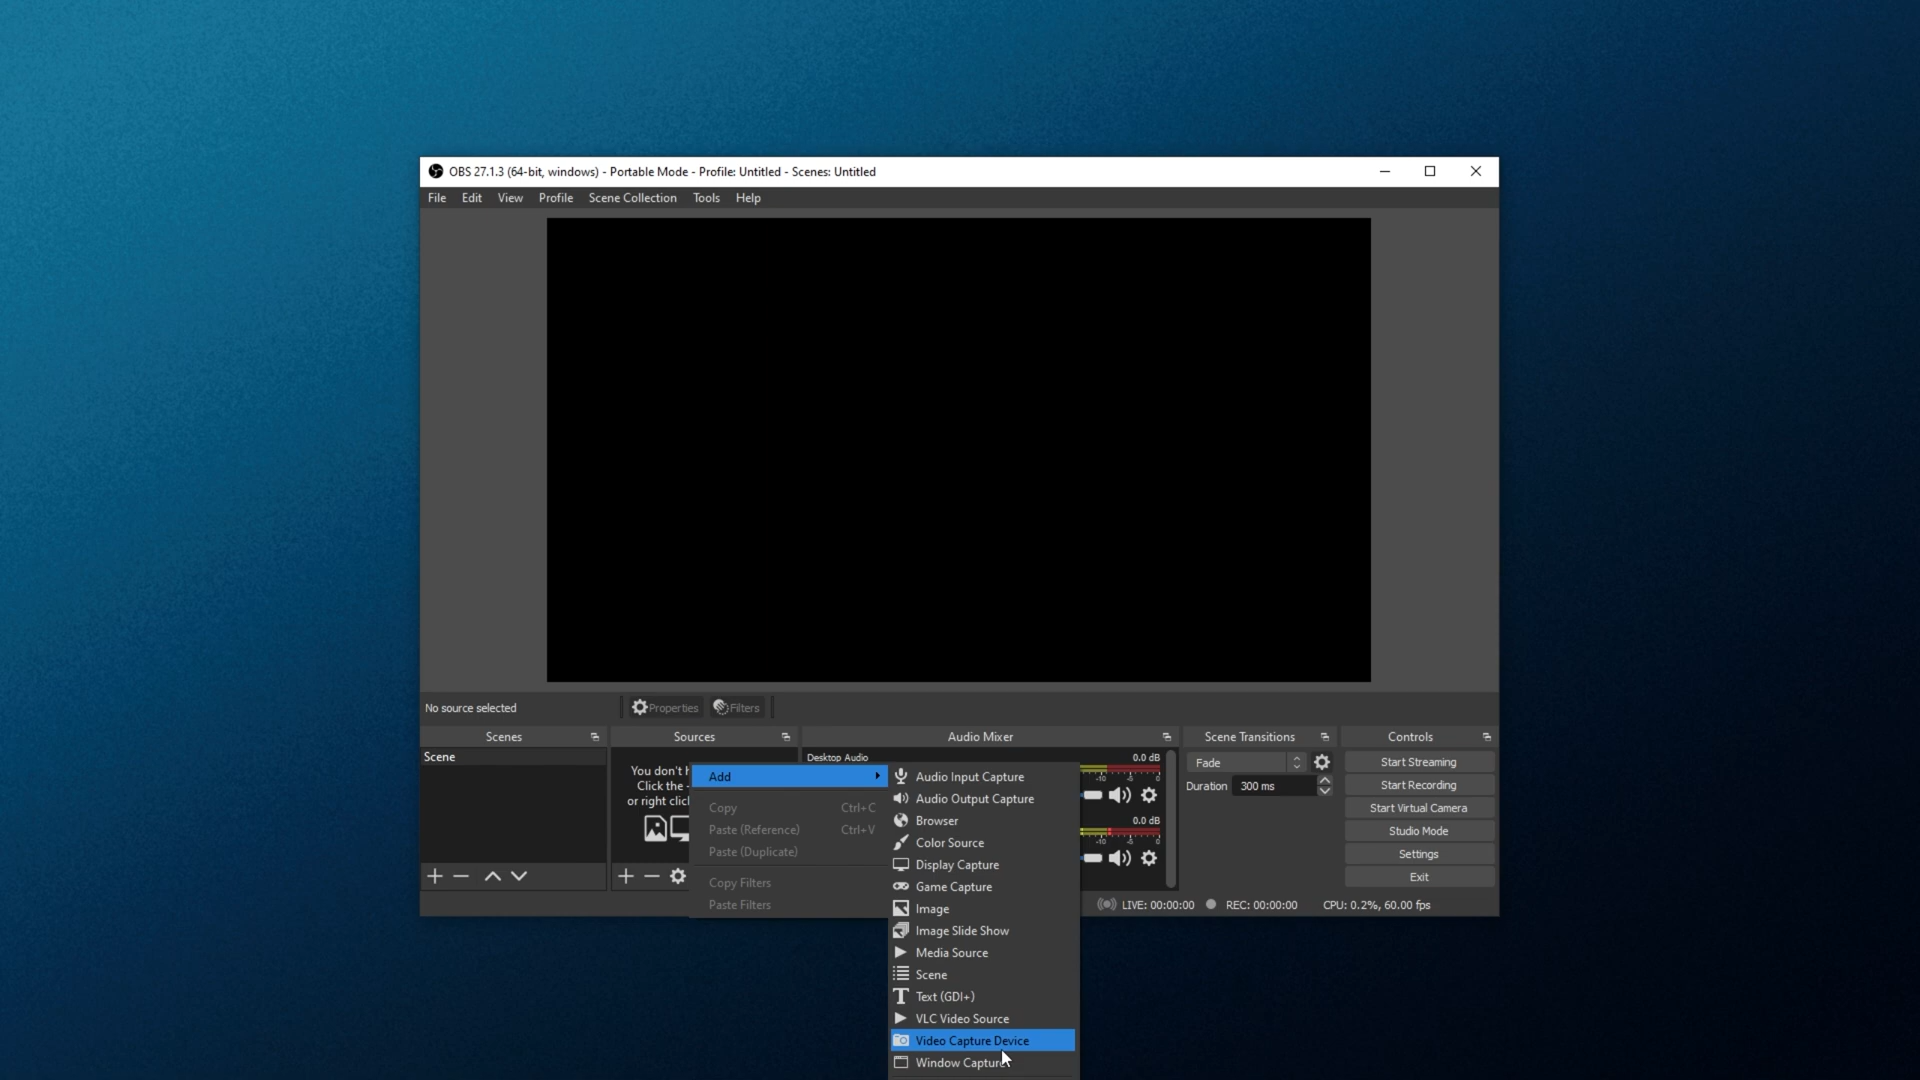 OBS 27.1.3 (64-bit, windows) - Portable Mode - Profile: Untitled - Scenes: Untitled
File Edit View Profile Scene Collection Tools Help
No source selected
Properties
Filters
Scenes
Sources
Audio Mixer
Scene Transitions
Controls
Scene
You don't
Click the
or right
Desktop Audio
0.0 dB
-10 -5 0
0.0 dB
-10 -5 0
Fade
Duration 300 ms
Start Streaming
Start Recording
Start Virtual Camera
Studio Mode
Settings
Exit
Add
Copy Ctrl+C
Paste (Reference) Ctrl+V
Paste (Duplicate)
Copy Filters
Paste Filters
Audio Input Capture
Audio Output Capture
Browser
Color Source
Display Capture
Game Capture
Image
Image Slide Show
Media Source
Scene
Text (GDI+)
VLC Video Source
Video Capture Device
Window Capture
LIVE: 00:00:00
REC: 00:00:00
CPU: 0.2%, 60.00 fps